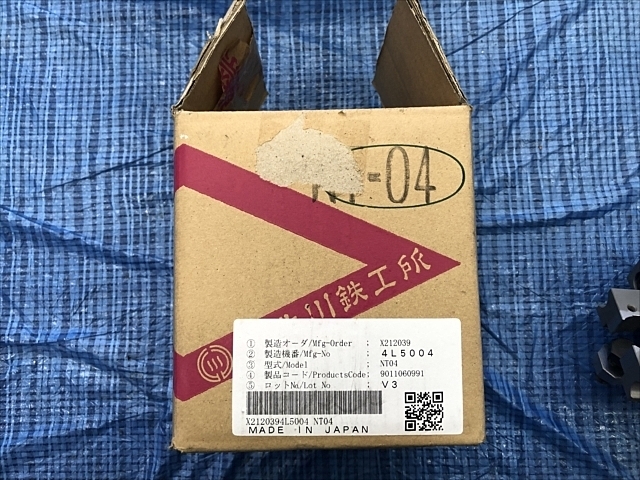 NT-04
川鉄工所
① 製造オーダ/Mfg-Order : X212039
② 製造機番/Mfg-No : 4L5004
③ 型式/Model : NT04
④ 製品コード/ProductsCode : 9011060991
⑤ ロットNo/Lot No : V3
X2120394L5004 NT04
MADE IN JAPAN